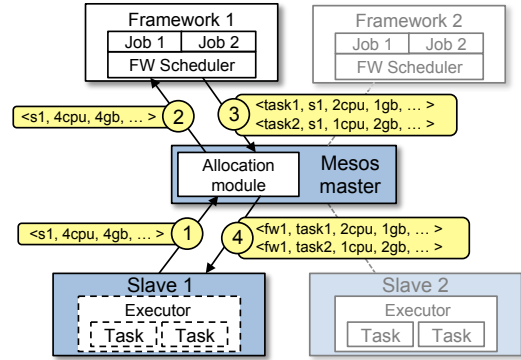 Framework 1
Job 1 Job 2
FW Scheduler
Framework 2
Job 1 Job 2
FW Scheduler
<s1, 4cpu, 4gb, … >
2
3
<task1, s1, 2cpu, 1gb, … >
<task2, s1, 1cpu, 2gb, … >
Allocation
module
Mesos
master
<s1, 4cpu, 4gb, … >
1
4
<fw1, task1, 2cpu, 1gb, … >
<fw1, task2, 1cpu, 2gb, … >
Slave 1
Executor
Task Task
Slave 2
Executor
Task Task